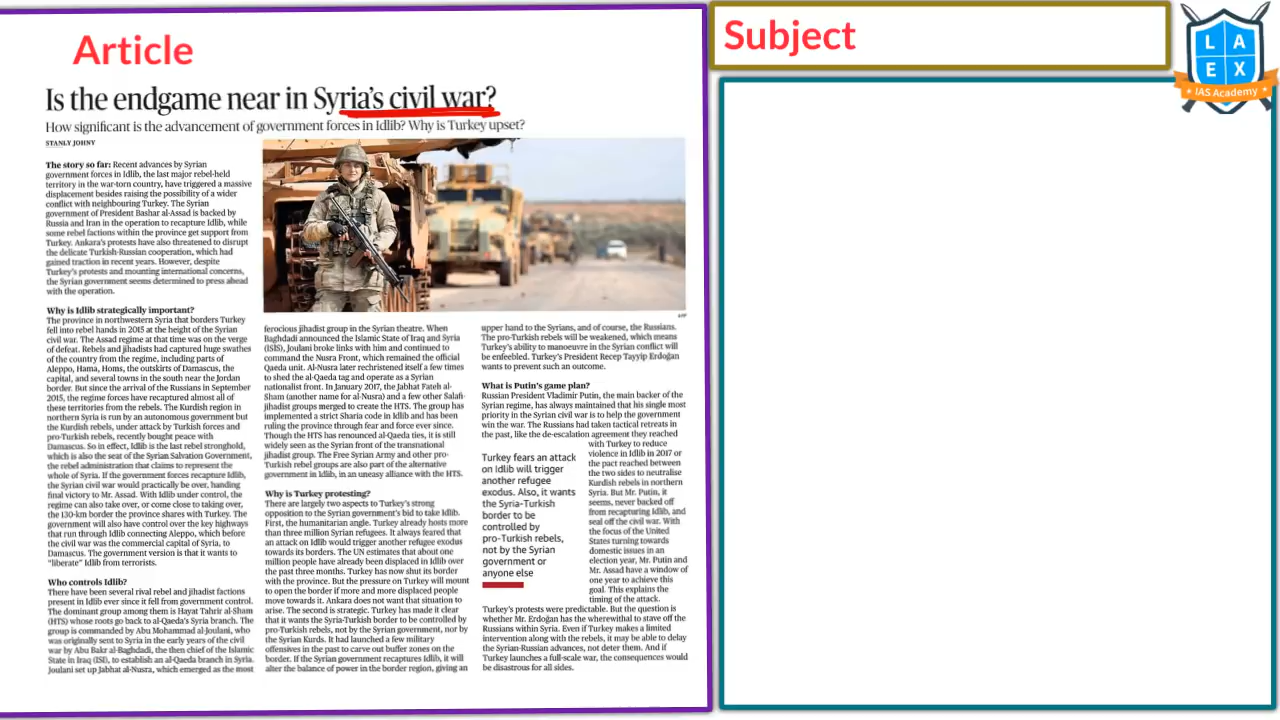 Article
Is the endgame near in Syria's civil war?
How significant is the advancement of government forces in Idlib? Why is Turkey upset?
STANLY JOHNY
The story so far: Recent advances by Syrian
government forces in Idlib, the last major rebel-held
territory in the war-torn country, have triggered a massive
displacement besides raising the possibility of a wider
conflict with neighbouring Turkey. The Syrian
government of President Bashar al-Assad is backed by
Russia and Iran in the operation to recapture Idlib, while
some rebel factions within the province get support from
Turkey. Ankara's protests have also threatened to disrupt
the delicate Turkish-Russian cooperation, which had
gained traction in recent years. However, despite
Turkey's protests and mounting international concerns,
the Syrian government seems determined to press ahead
with the operation.
Why is Idlib strategically important?
The province in northwestern Syria that borders Turkey
fell into rebel hands in 2015 at the height of the Syrian
civil war. The Assad regime at that time was on the verge
of defeat. Rebels and jihadists had captured huge swathes
of the country from the regime, including parts of
Aleppo, Hama, Homs, the outskirts of Damascus, the
capital, and several towns in the south near the Jordan
border. But since the arrival of the Russians in September
2015, the regime forces have recaptured almost all of
these territories from the rebels. The Kurdish region in
northern Syria is run by an autonomous government but
the Kurdish rebels, under attack by Turkish forces and
pro-Turkish rebels, recently bought peace with
Damascus. So in effect, Idlib is the last rebel stronghold,
which is also the seat of the Syrian Salvation Government,
the rebel administration that claims to represent the
whole of Syria. If the government forces recapture Idlib,
the Syrian civil war would practically be over, handing
final victory to Mr. Assad. With Idlib under control, the
regime can also take over, or come close to taking over,
the 130-km border the province shares with Turkey. The
government will also have control over the key highways
that run through Idlib connecting Aleppo, which before
the civil war was the commercial capital of Syria, to
Damascus. The government version is that it wants to
"liberate" Idlib from terrorists.
Who controls Idlib?
There have been several rival rebel and jihadist factions
present in Idlib ever since it fell from government control.
The dominant group among them is Hayat Tahrir al-Sham
(HTS) whose roots go back to al-Qaeda's Syria branch. The
group is commanded by Abu Mohammad al-Joulani, who
was originally sent to Syria in the early years of the civil
war by Abu Bakr al-Baghdadi, the then chief of the Islamic
State in Iraq (ISI), to establish an al-Qaeda branch in Syria.
Joulani set up Jabhat al-Nusra, which emerged as the most
AFP
ferocious jihadist group in the Syrian theatre. When
Baghdadi announced the Islamic State of Iraq and Syria
(ISIS), Joulani broke links with him and continued to
command the Nusra Front, which remained the official
Qaeda unit. Al-Nusra later rechristened itself a few times
to shed the al-Qaeda tag and operate as a Syrian
nationalist front. In January 2017, the Jabhat Fateh al-
Sham (another name for al-Nusra) and a few other Salafi-
jihadist groups merged to create the HTS. The group has
implemented a strict Sharia code in Idlib and has been
ruling the province through fear and force ever since.
Though the HTS has renounced al-Qaeda ties, it is still
widely seen as the Syrian front of the transnational
jihadist group. The Free Syrian Army and other pro-
Turkish rebel groups are also part of the alternative
government in Idlib, in an uneasy alliance with the HTS.
Why is Turkey protesting?
There are largely two aspects to Turkey's strong
opposition to the Syrian government's bid to take Idlib.
First, the humanitarian angle. Turkey already hosts more
than three million Syrian refugees. It always feared that
an attack on Idlib would trigger another refugee exodus
towards its borders. The UN estimates that about one
million people have already been displaced in Idlib over
the past three months. Turkey has now shut its border
with the province. But the pressure on Turkey will mount
to open the border if more and more displaced people
move towards it. Ankara does not want that situation to
arise. The second is strategic. Turkey has made it clear
that it wants the Syria-Turkish border to be controlled by
pro-Turkish rebels, not by the Syrian government, nor by
the Syrian Kurds. It had launched a few military
offensives in the past to carve out buffer zones on the
border. If the Syrian government recaptures Idlib, it will
alter the balance of power in the border region, giving an
upper hand to the Syrians, and of course, the Russians.
The pro-Turkish rebels will be weakened, which means
Turkey's ability to manoeuvre in the Syrian conflict will
be enfeebled. Turkey's President Recep Tayyip Erdoğan
wants to prevent such an outcome.
What is Putin's game plan?
Russian President Vladimir Putin, the main backer of the
Syrian regime, has always maintained that his single most
priority in the Syrian civil war is to help the government
win the war. The Russians had taken tactical retreats in
the past, like the de-escalation agreement they reached
with Turkey to reduce
violence in Idlib in 2017 or
the pact reached between
the two sides to neutralise
Kurdish rebels in northern
Syria. But Mr. Putin, it
seems, never backed off
from recapturing Idlib, and
seal off the civil war. With
the focus of the United
States turning towards
domestic issues in an
election year, Mr. Putin and
Mr. Assad have a window of
one year to achieve this
goal. This explains the
timing of the attack.
Turkey fears an attack
on Idlib will trigger
another refugee
exodus. Also, it wants
the Syria-Turkish
border to be
controlled by
pro-Turkish rebels,
not by the Syrian
government or
anyone else
Turkey's protests were predictable. But the question is
whether Mr. Erdoğan has the wherewithal to stave off the
Russians within Syria. Even if Turkey makes a limited
intervention along with the rebels, it may be able to delay
the Syrian-Russian advances, not deter them. And if
Turkey launches a full-scale war, the consequences would
be disastrous for all sides.
Subject
L A
E X
IAS Academy